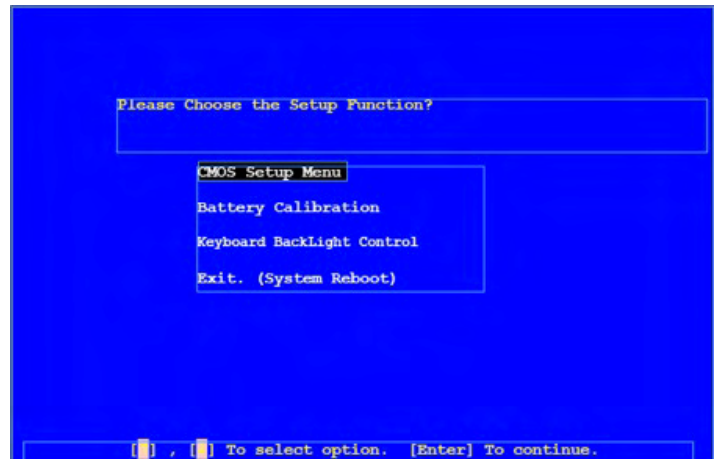 Please Choose the Setup Function?
CMOS Setup Menu
Battery Calibration
Keyboard BackLight Control
Exit. (System Reboot)
[ ] , [ ] To select option. [Enter] To continue.